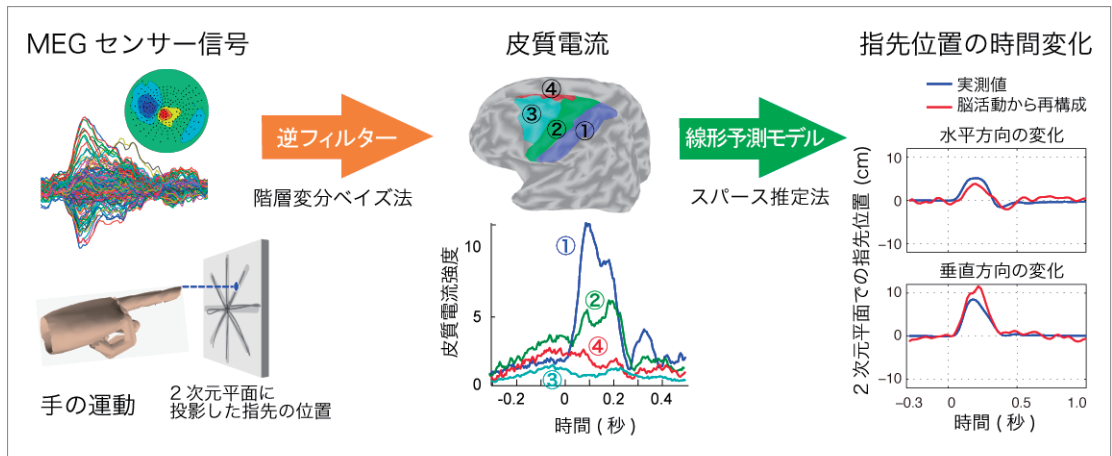 MEG センサー信号
逆フィルター
階層変分ベイズ法
手の運動
2 次元平面に
投影した指先の位置
皮質電流
④
③
②
①
皮質電流強度
10
5
0
①
②
④
③
-0.2
0
0.2
0.4
時間 ( 秒 )
線形予測モデル
スパース推定法
指先位置の時間変化
実測値
脳活動から再構成
2 次元平面での指先位置 (cm)
水平方向の変化
10
0
-10
垂直方向の変化
10
0
-10
-0.3
0
0.5
1.0
時間 ( 秒 )